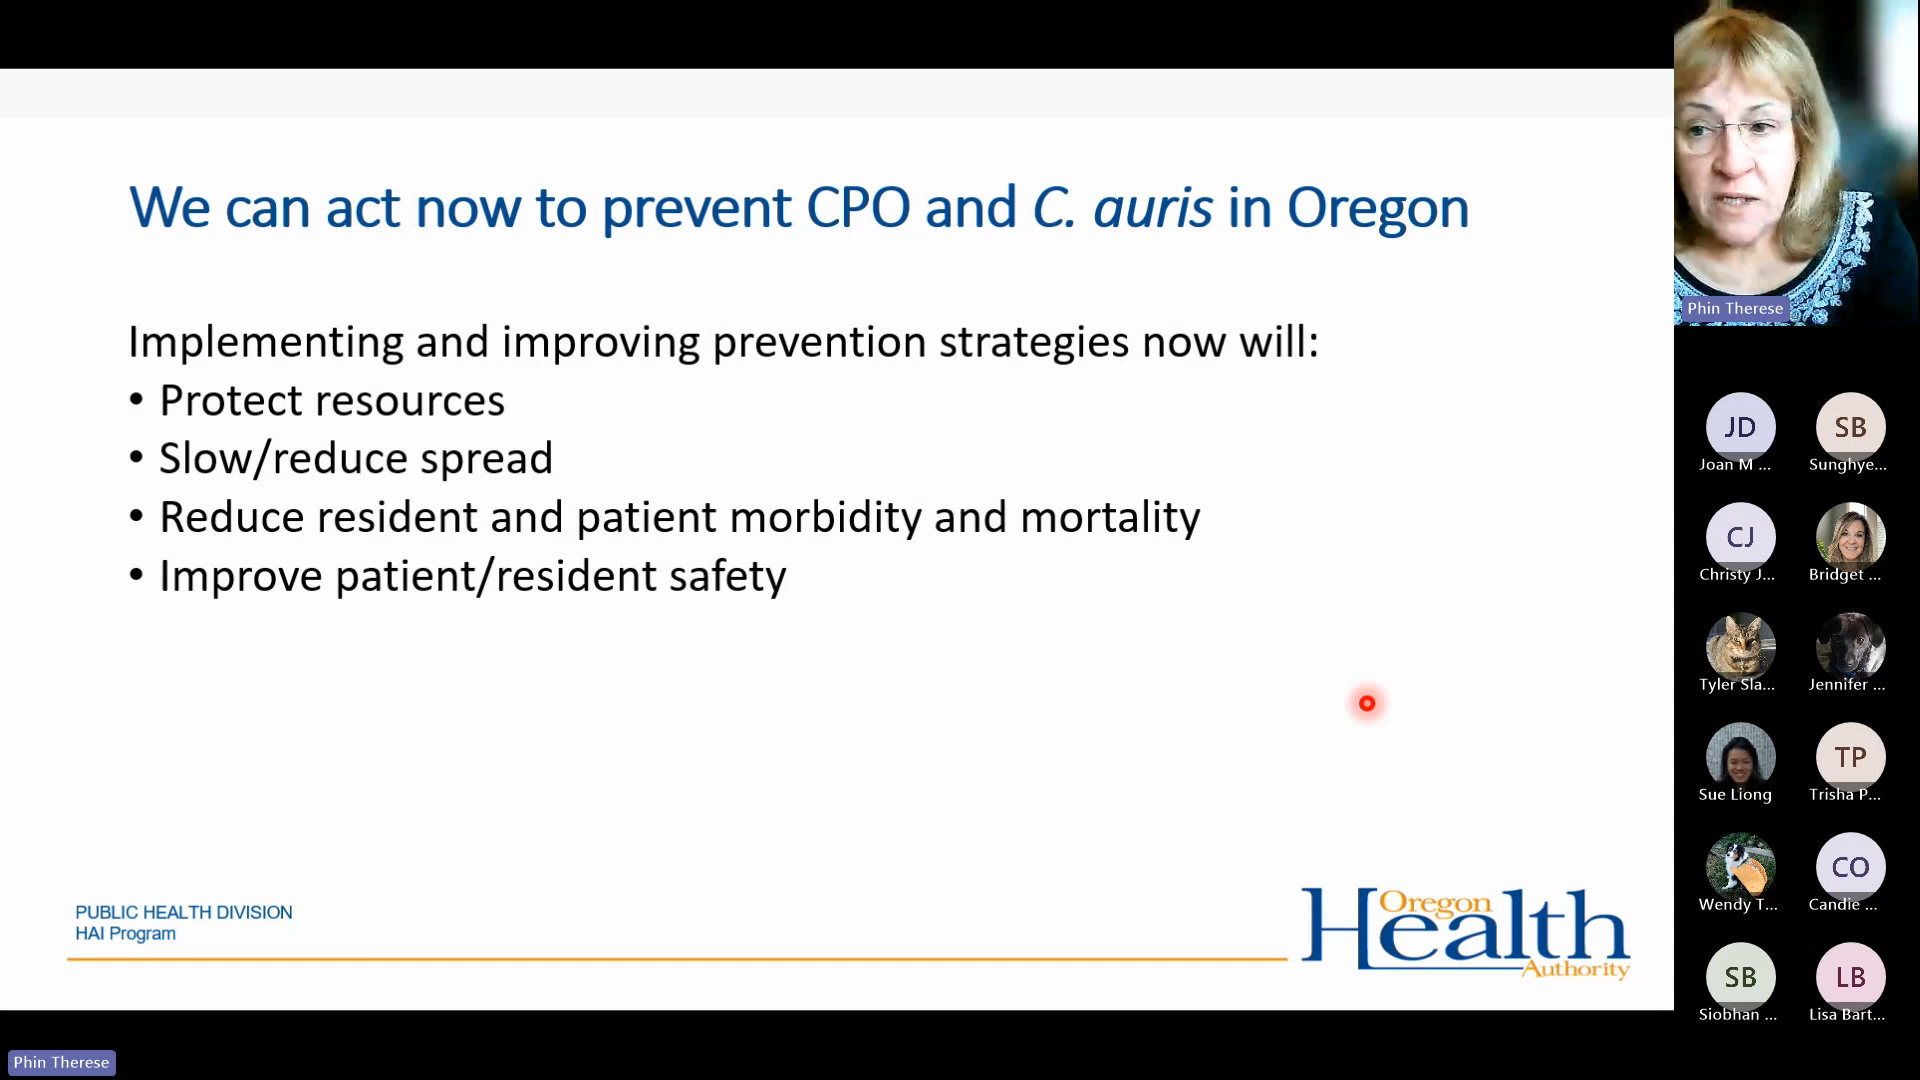 We can act now to prevent CPO and C. auris in Oregon
Implementing and improving prevention strategies now will:
• Protect resources
• Slow/reduce spread
• Reduce resident and patient morbidity and mortality
• Improve patient/resident safety
PUBLIC HEALTH DIVISION
HAI Program
Oregon
Health
Authority
Phin Therese
JD
Joan M ...
SB
Sunghye...
CJ
Christy J...
Bridget ...
Tyler Sla...
Jennifer ...
Sue Liong
TP
Trisha P...
Wendy T...
CO
Candie ...
SB
Siobhan ...
LB
Lisa Bart...
Phin Therese